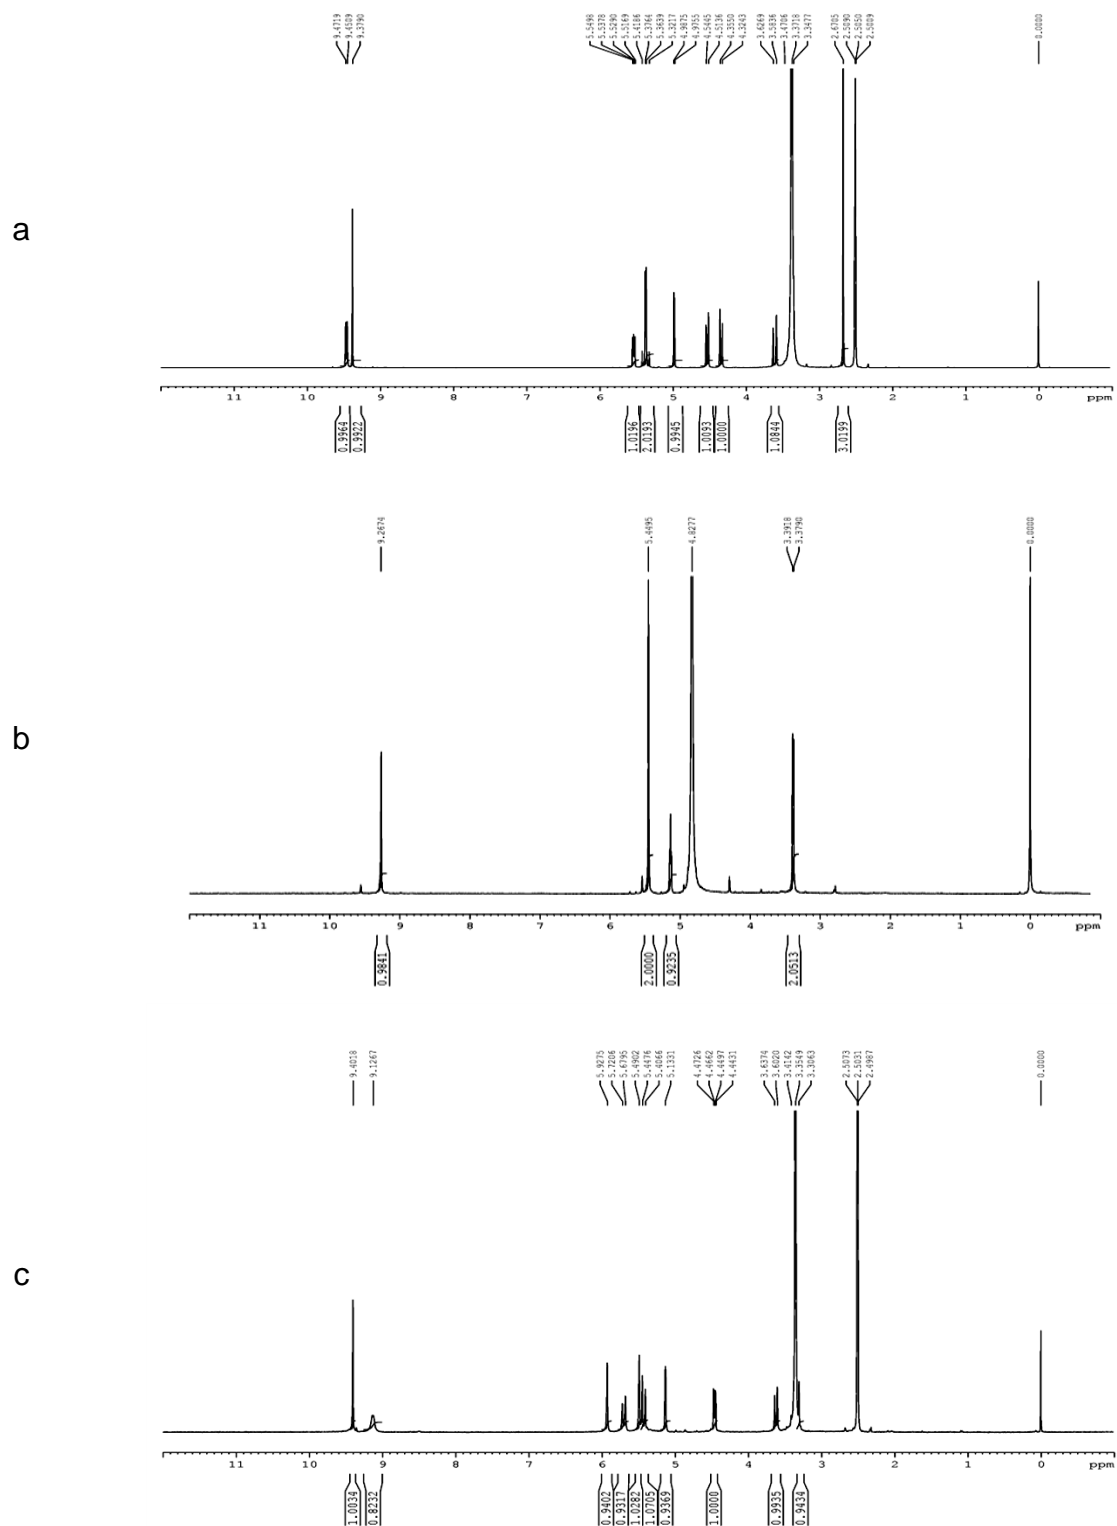 9.4719 9.4509 9.3790 5.5498 5.5378 5.5290 5.5169 5.4186 5.3764 5.3639 5.3217 4.9875 4.9755 4.5445 4.5136 4.3550 4.3243 3.6269 3.5836 3.4706 3.3718 3.3477 2.6705 2.5090 2.5050 2.5009 0.0000
a
11 10 9 8 7 6 5 4 3 2 1 0 ppm
0.9964 0.9922 1.0196 2.0193 0.9945 1.0093 1.0000 1.0844 3.0199
9.2674 5.4495 4.8277 3.3918 3.3790 0.0000
b
11 10 9 8 7 6 5 4 3 2 1 0 ppm
0.9841 2.0000 0.9235 2.0513
9.4018 9.1267 5.9275 5.7206 5.6795 5.4902 5.4476 5.4066 5.1331 4.4726 4.4662 4.4497 4.4431 3.6374 3.6020 3.4142 3.3549 3.3063 2.5073 2.5031 2.4987 0.0000
c
11 10 9 8 7 6 5 4 3 2 1 0 ppm
1.0034 0.8232 0.9402 0.9317 1.0282 1.0705 0.9369 1.0000 0.9935 0.9434